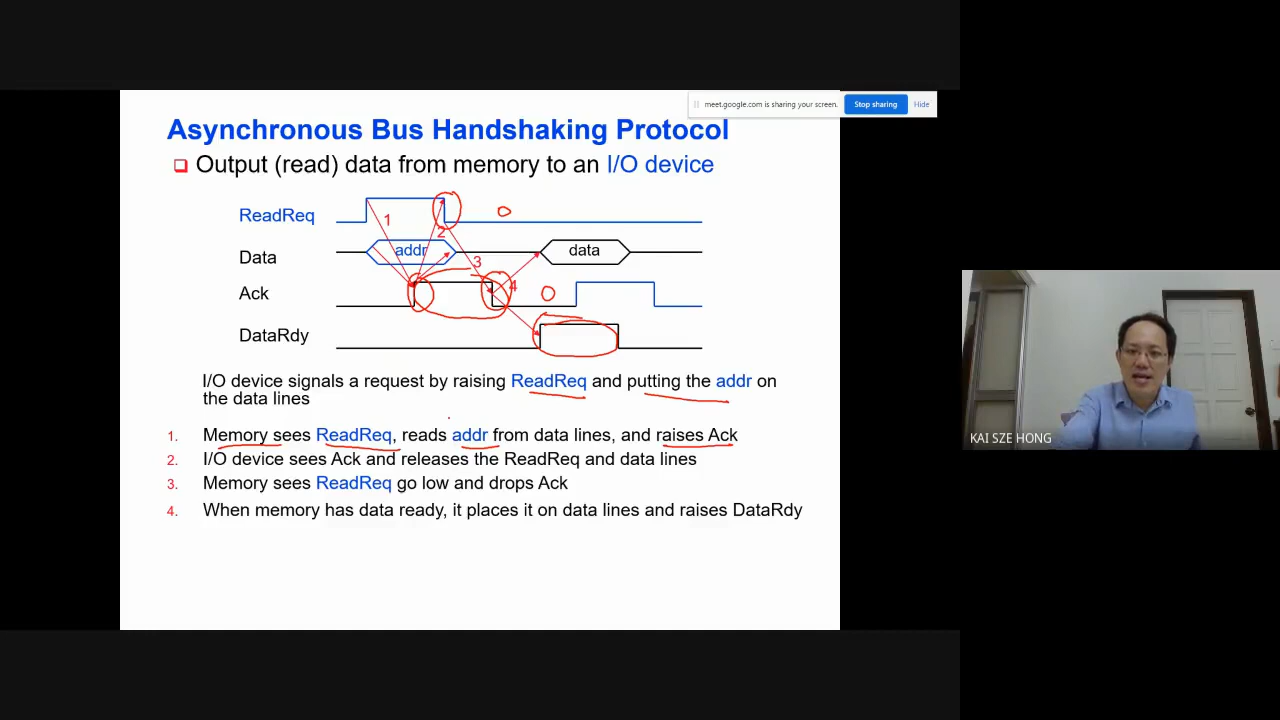 meet.google.com is sharing your screen. Stop sharing Hide
Asynchronous Bus Handshaking Protocol
Output (read) data from memory to an I/O device
ReadReq 1 0
2
Data addr data
3
Ack 4 0
DataRdy
I/O device signals a request by raising ReadReq and putting the addr on
the data lines
1. Memory sees ReadReq, reads addr from data lines, and raises Ack
2. I/O device sees Ack and releases the ReadReq and data lines
3. Memory sees ReadReq go low and drops Ack
4. When memory has data ready, it places it on data lines and raises DataRdy
KAI SZE HONG